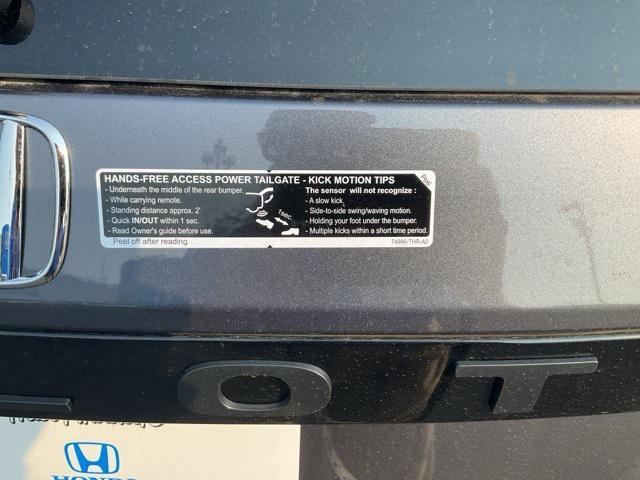 HANDS-FREE ACCESS POWER TAILGATE - KICK MOTION TIPS
- Underneath the middle of the rear bumper.
- While carrying remote.
- Standing distance approx. 2'
- Quick IN/OUT within 1 sec.
- Read Owner's guide before use.
1sec.
The sensor will not recognize :
- A slow kick.
- Side-to-side swing/waving motion.
- Holding your foot under the bumper.
- Multiple kicks within a short time period.
Peel
Peel off after reading
74986-THR-A0
L O T
HONDA